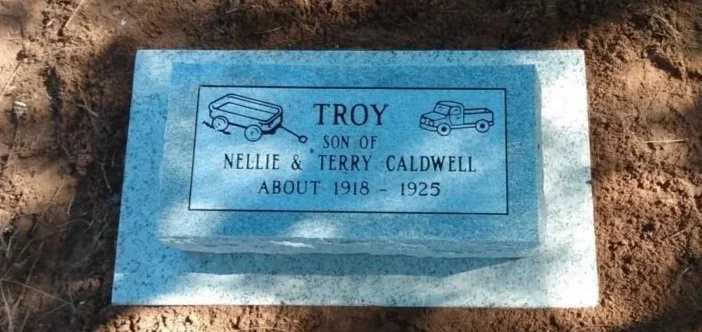 TROY
SON OF
NELLIE & TERRY CALDWELL
ABOUT 1918 - 1925